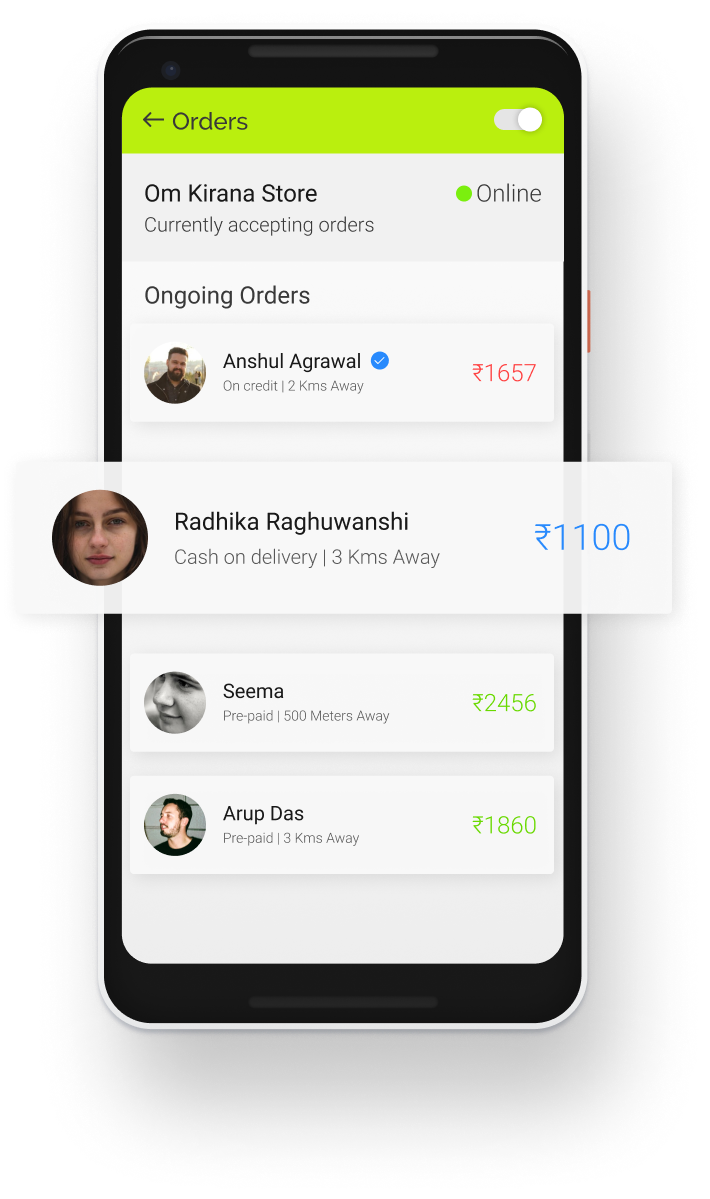 Orders
Om Kirana Store
Online
Currently accepting orders
Ongoing Orders
Anshul Agrawal
On credit | 2 Kms Away
₹1657
Radhika Raghuwanshi
Cash on delivery | 3 Kms Away
₹1100
Seema
Pre-paid | 500 Meters Away
₹2456
Arup Das
Pre-paid | 3 Kms Away
₹1860